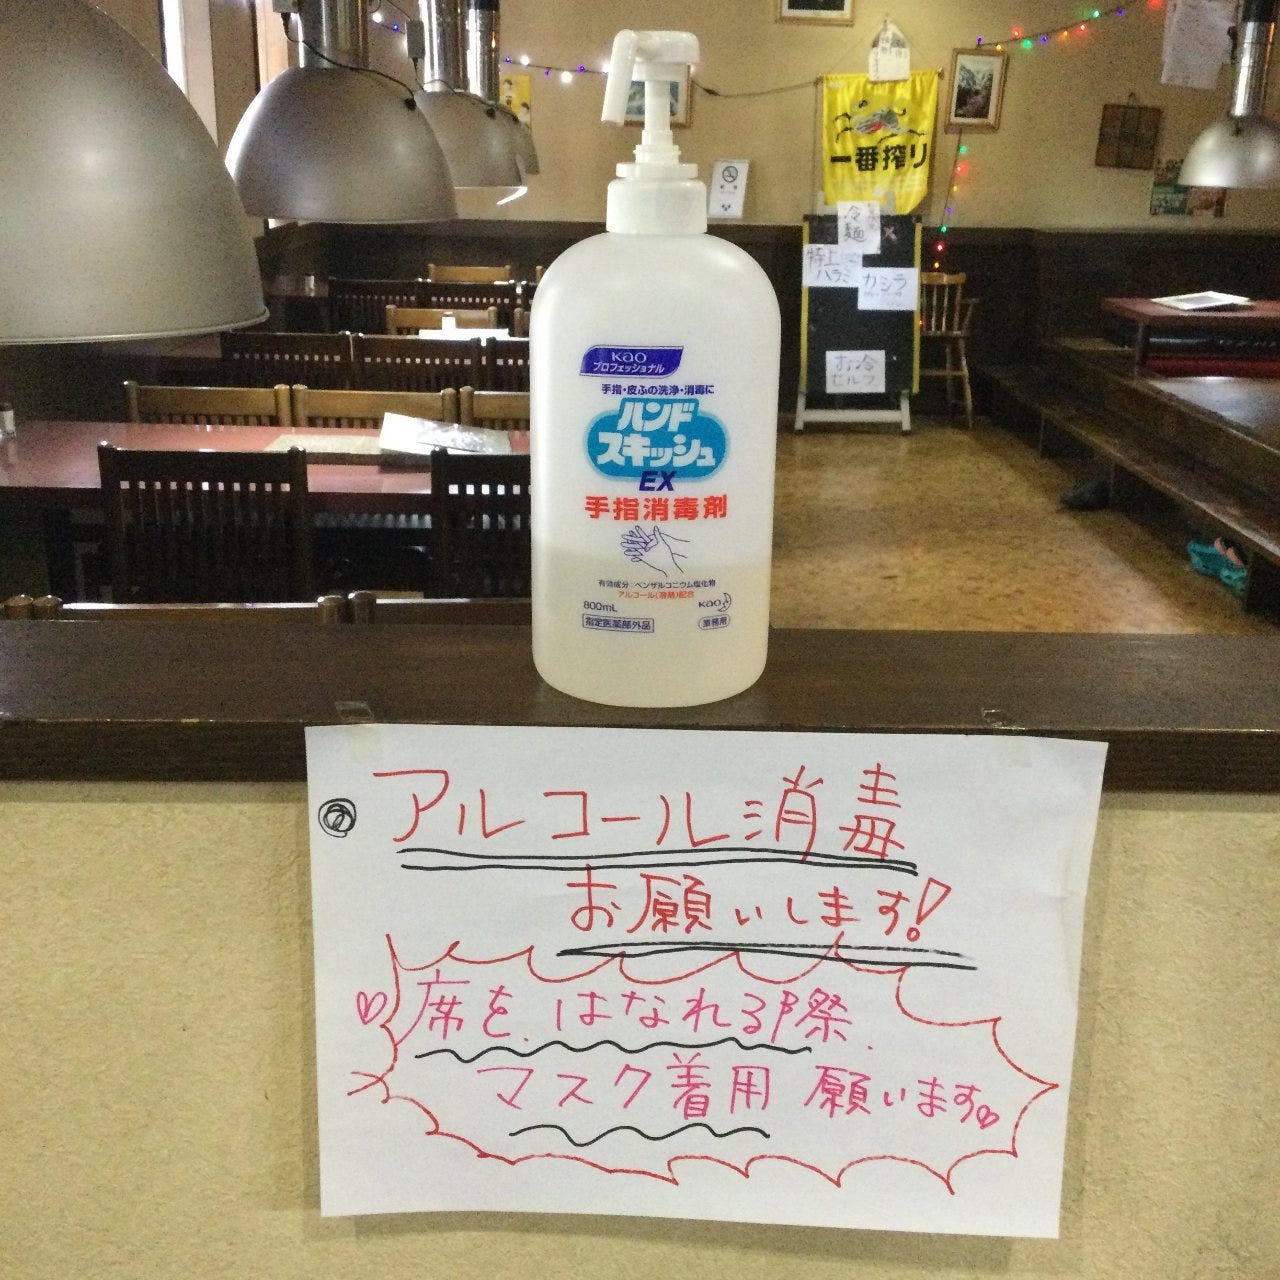 一番搾り
冷麺
特上
ハラミ
カシラ
お冷
セルフ
Kao
プロフェッショナル
手指・皮ふの洗浄・消毒に
ハンド
スキッシュ
EX
手指消毒剤
有効成分：ベンザルコニウム塩化物
アルコール(溶剤)配合
800mL
Kao
指定医薬部外品
業務用
アルコール消毒
お願いします!
♡席を、はなれる際、
マスク着用 願います♡